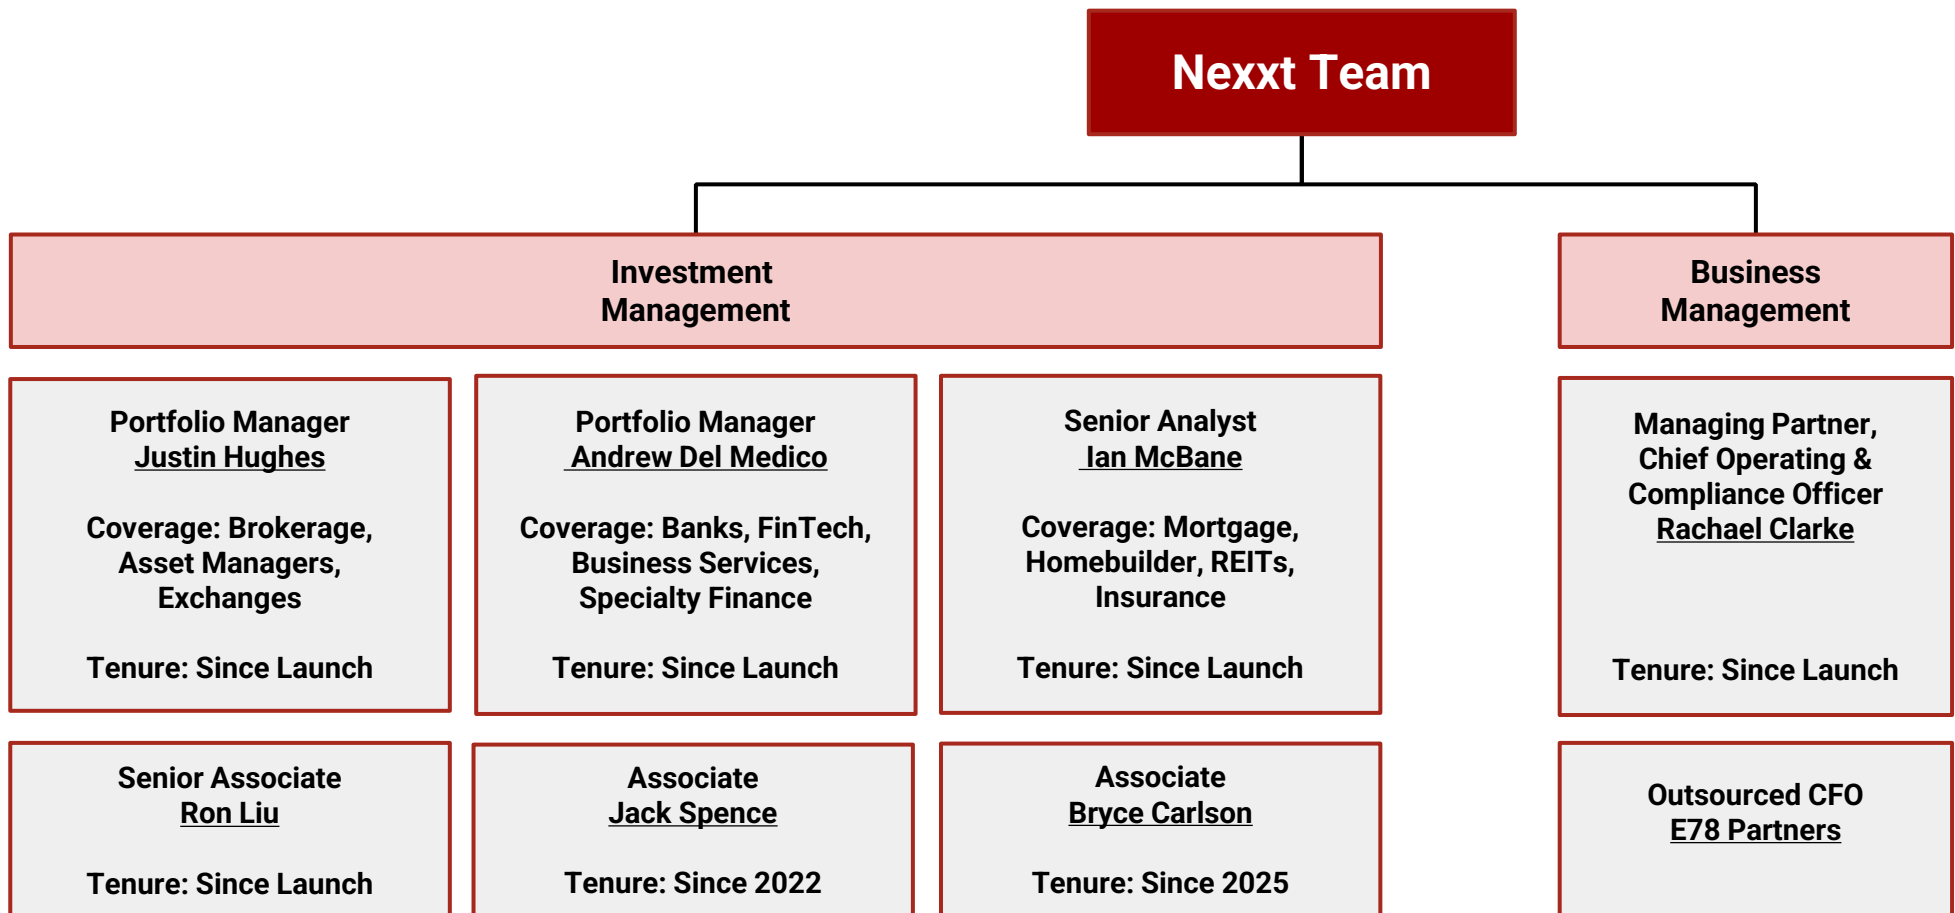 Nexxt Team
Investment
Management
Business
Management
Portfolio Manager
Justin Hughes
Coverage: Brokerage,
Asset Managers,
Exchanges
Tenure: Since Launch
Portfolio Manager
Andrew Del Medico
Coverage: Banks, FinTech,
Business Services,
Specialty Finance
Tenure: Since Launch
Senior Analyst
Ian McBane
Coverage: Mortgage,
Homebuilder, REITs,
Insurance
Tenure: Since Launch
Managing Partner,
Chief Operating &
Compliance Officer
Rachael Clarke
Tenure: Since Launch
Senior Associate
Ron Liu
Tenure: Since Launch
Associate
Jack Spence
Tenure: Since 2022
Associate
Bryce Carlson
Tenure: Since 2025
Outsourced CFO
E78 Partners